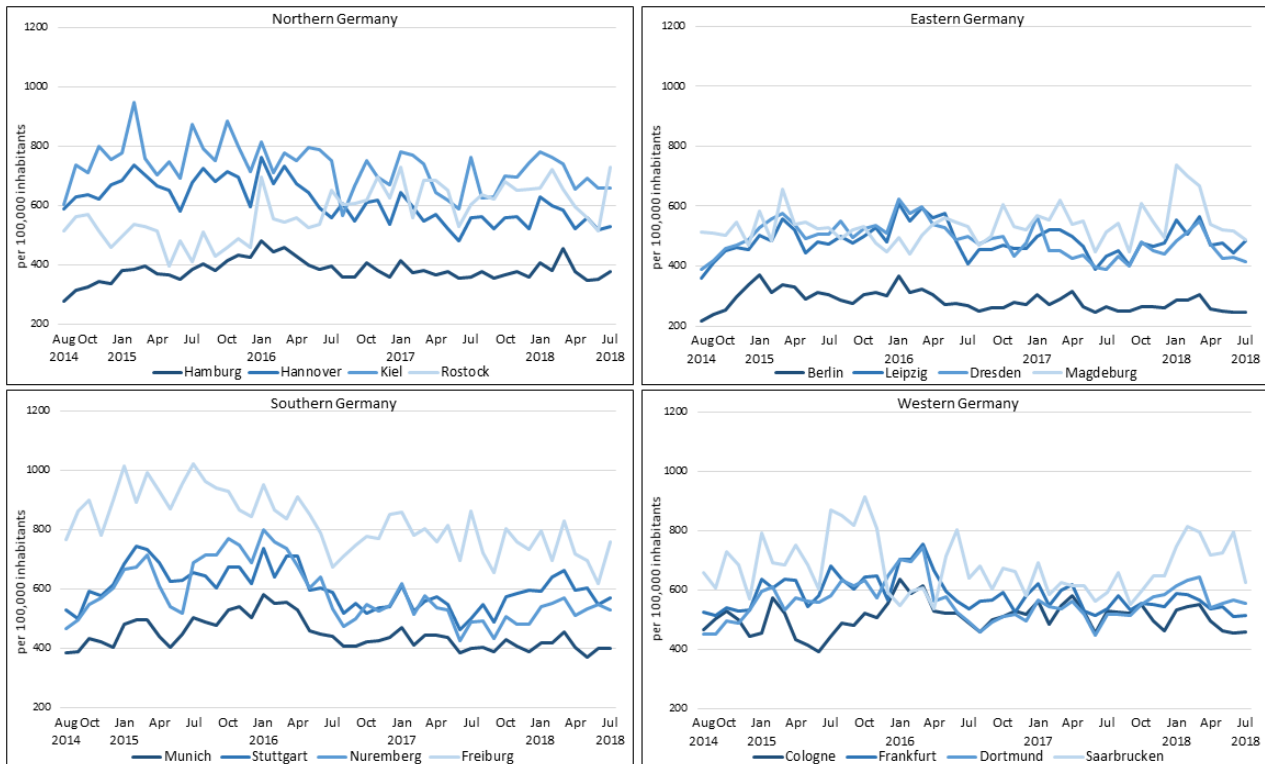 Northern Germany
1200
1000
800
600
400
200
per 100,000 inhabitants
Aug Oct Jan Apr Jul Oct Jan Apr Jul Oct Jan Apr Jul Oct Jan Apr Jul
2014 2015 2016 2017 2018 2018
Hamburg Hannover Kiel Rostock
Eastern Germany
1200
1000
800
600
400
200
per 100,000 inhabitants
Aug Oct Jan Apr Jul Oct Jan Apr Jul Oct Jan Apr Jul Oct Jan Apr Jul
2014 2015 2016 2017 2018 2018
Berlin Leipzig Dresden Magdeburg
Southern Germany
1200
1000
800
600
400
200
per 100,000 inhabitants
Aug Oct Jan Apr Jul Oct Jan Apr Jul Oct Jan Apr Jul Oct Jan Apr Jul
2014 2015 2016 2017 2018 2018
Munich Stuttgart Nuremberg Freiburg
Western Germany
1200
1000
800
600
400
200
per 100,000 inhabitants
Aug Oct Jan Apr Jul Oct Jan Apr Jul Oct Jan Apr Jul Oct Jan Apr Jul
2014 2015 2016 2017 2018 2018
Cologne Frankfurt Dortmund Saarbrucken